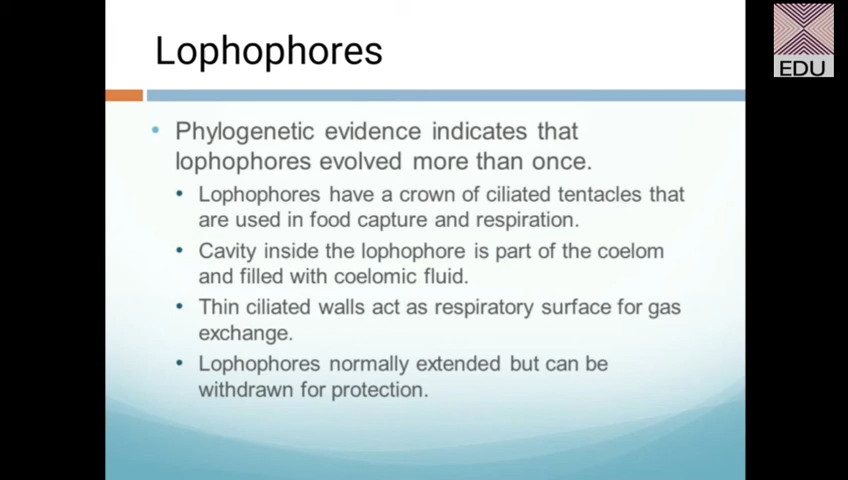 Lophophores
EDU
• Phylogenetic evidence indicates that
lophophores evolved more than once.
• Lophophores have a crown of ciliated tentacles that
are used in food capture and respiration.
• Cavity inside the lophophore is part of the coelom
and filled with coelomic fluid.
• Thin ciliated walls act as respiratory surface for gas
exchange.
• Lophophores normally extended but can be
withdrawn for protection.